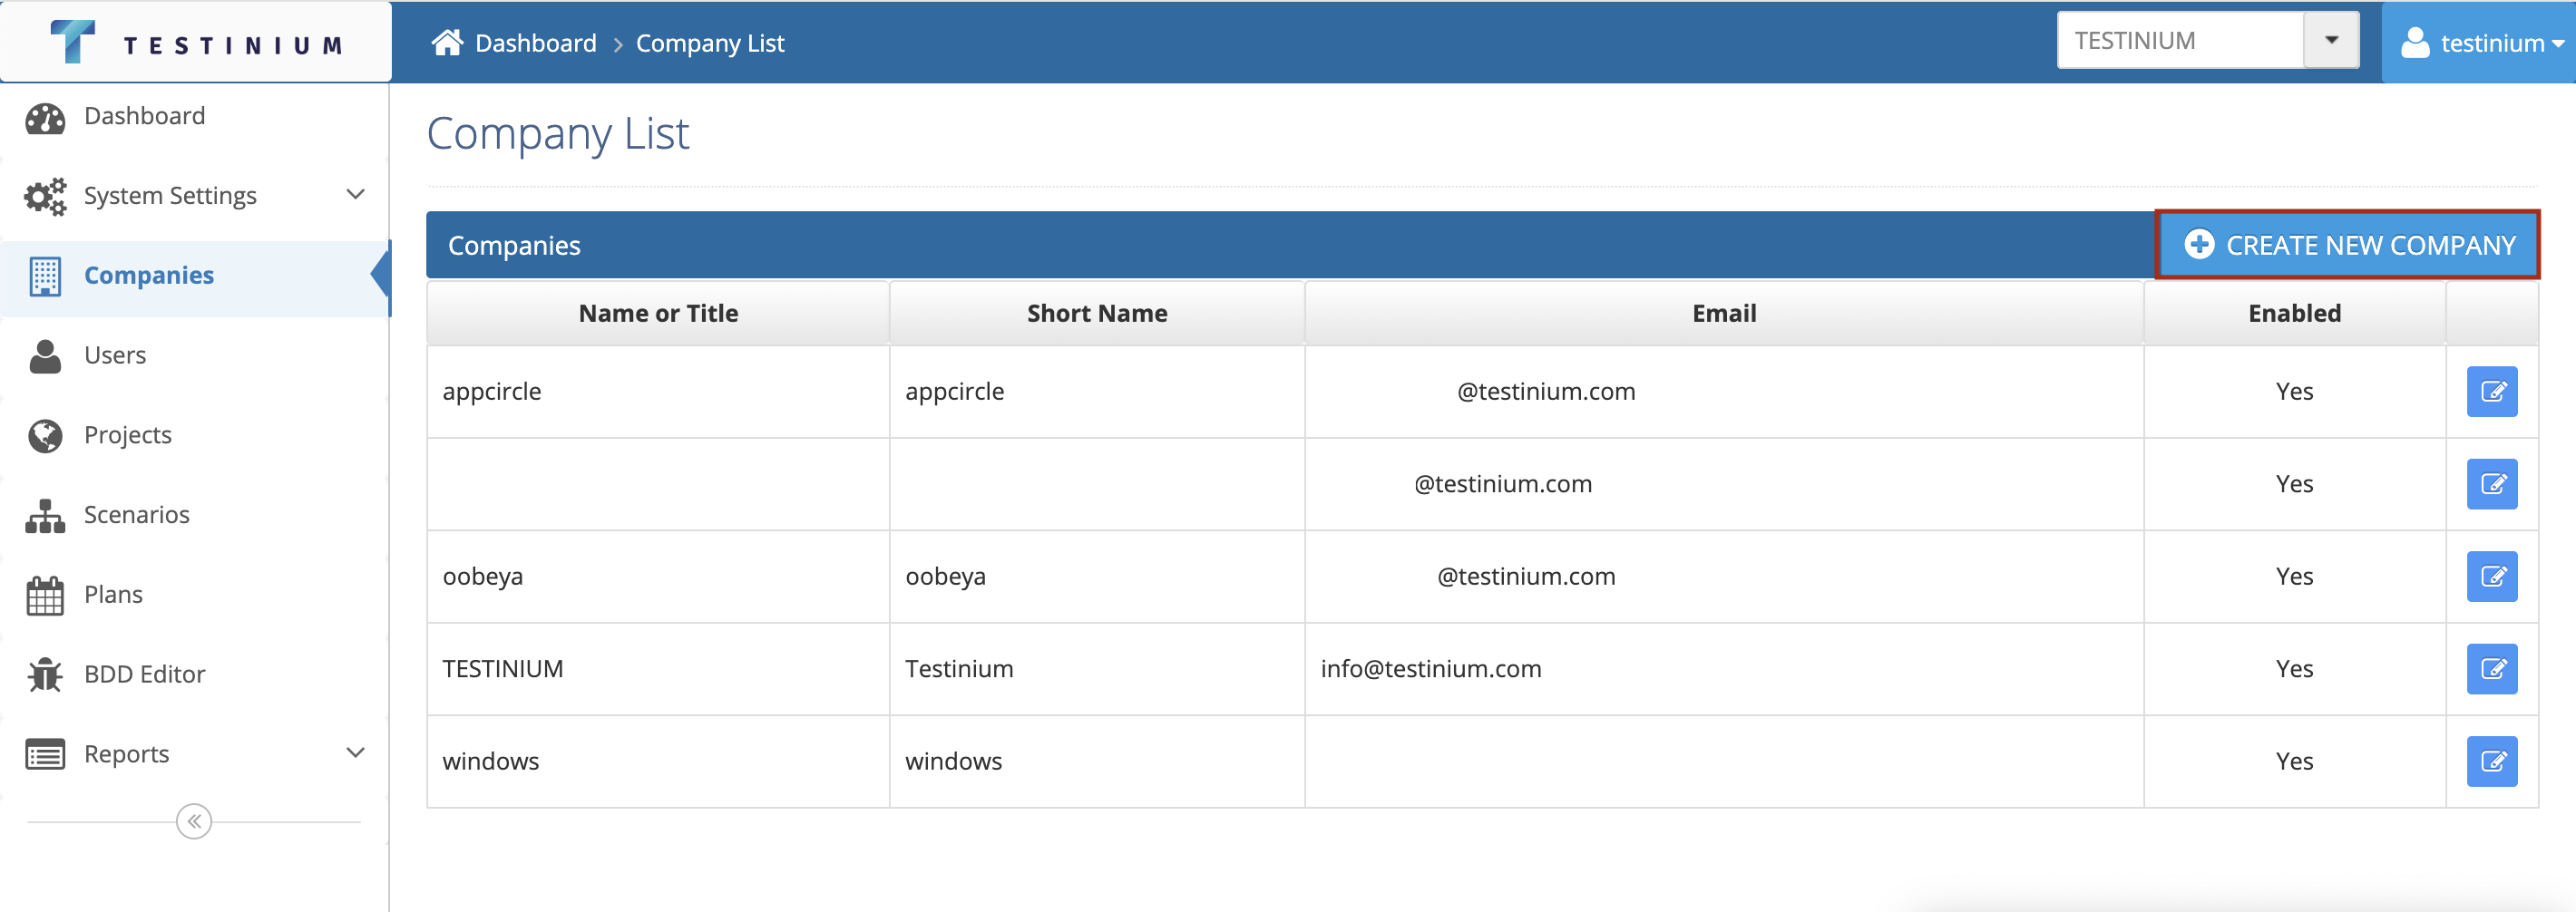 TESTINIUM
Dashboard > Company List
TESTINIUM
testinium
Dashboard
System Settings
Companies
Users
Projects
Scenarios
Plans
BDD Editor
Reports
Company List
Companies
CREATE NEW COMPANY
Name or Title Short Name Email Enabled
appcircle appcircle @testinium.com Yes
@testinium.com Yes
oobeya oobeya @testinium.com Yes
TESTINIUM Testinium info@testinium.com Yes
windows windows Yes